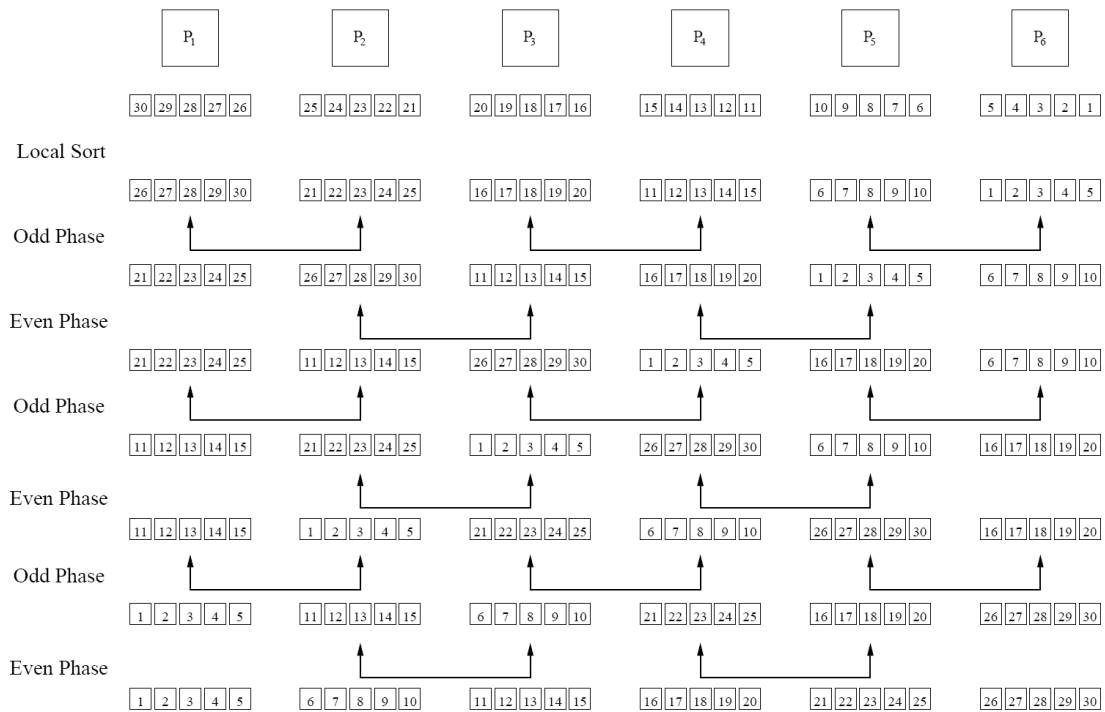 P1 P2 P3 P4 P5 P6
30 29 28 27 26 25 24 23 22 21 20 19 18 17 16 15 14 13 12 11 10 9 8 7 6 5 4 3 2 1
Local Sort
26 27 28 29 30 21 22 23 24 25 16 17 18 19 20 11 12 13 14 15 6 7 8 9 10 1 2 3 4 5
Odd Phase
21 22 23 24 25 26 27 28 29 30 11 12 13 14 15 16 17 18 19 20 1 2 3 4 5 6 7 8 9 10
Even Phase
21 22 23 24 25 11 12 13 14 15 26 27 28 29 30 1 2 3 4 5 16 17 18 19 20 6 7 8 9 10
Odd Phase
11 12 13 14 15 21 22 23 24 25 1 2 3 4 5 26 27 28 29 30 6 7 8 9 10 16 17 18 19 20
Even Phase
11 12 13 14 15 1 2 3 4 5 21 22 23 24 25 6 7 8 9 10 26 27 28 29 30 16 17 18 19 20
Odd Phase
1 2 3 4 5 11 12 13 14 15 6 7 8 9 10 21 22 23 24 25 16 17 18 19 20 26 27 28 29 30
Even Phase
1 2 3 4 5 6 7 8 9 10 11 12 13 14 15 16 17 18 19 20 21 22 23 24 25 26 27 28 29 30